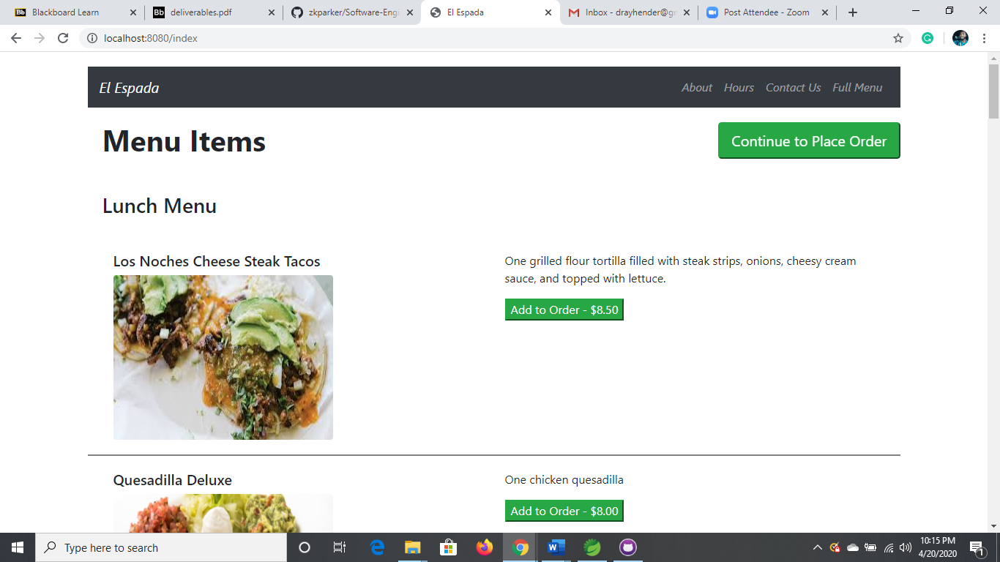 Blackboard Learn
deliverables.pdf
zkparker/Software-Engi
El Espada
Inbox - drayhender@gm
Post Attendee - Zoom
localhost:8080/index
El Espada
About
Hours
Contact Us
Full Menu
Menu Items
Continue to Place Order
Lunch Menu
Los Noches Cheese Steak Tacos
One grilled flour tortilla filled with steak strips, onions, cheesy cream
sauce, and topped with lettuce.
Add to Order - $8.50
Quesadilla Deluxe
One chicken quesadilla
Add to Order - $8.00
Type here to search
10:15 PM
4/20/2020
1